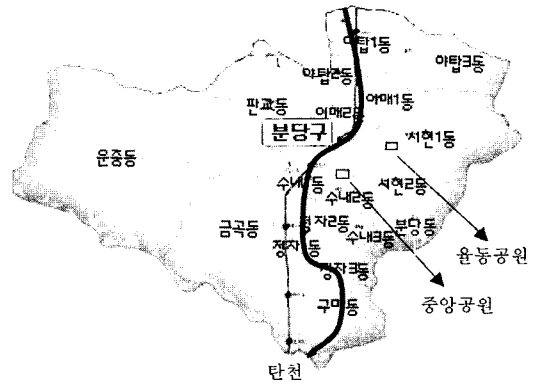 야탑1동
야탑3동
야탑2동
판교동
이매2동
이매1동
분당구
서현1동
운중동
수내1동
서현2동
수내2동
금곡동
정자2동
분당동
수내3동
정자1동
율동공원
정자3동
구미동
중앙공원
탄천